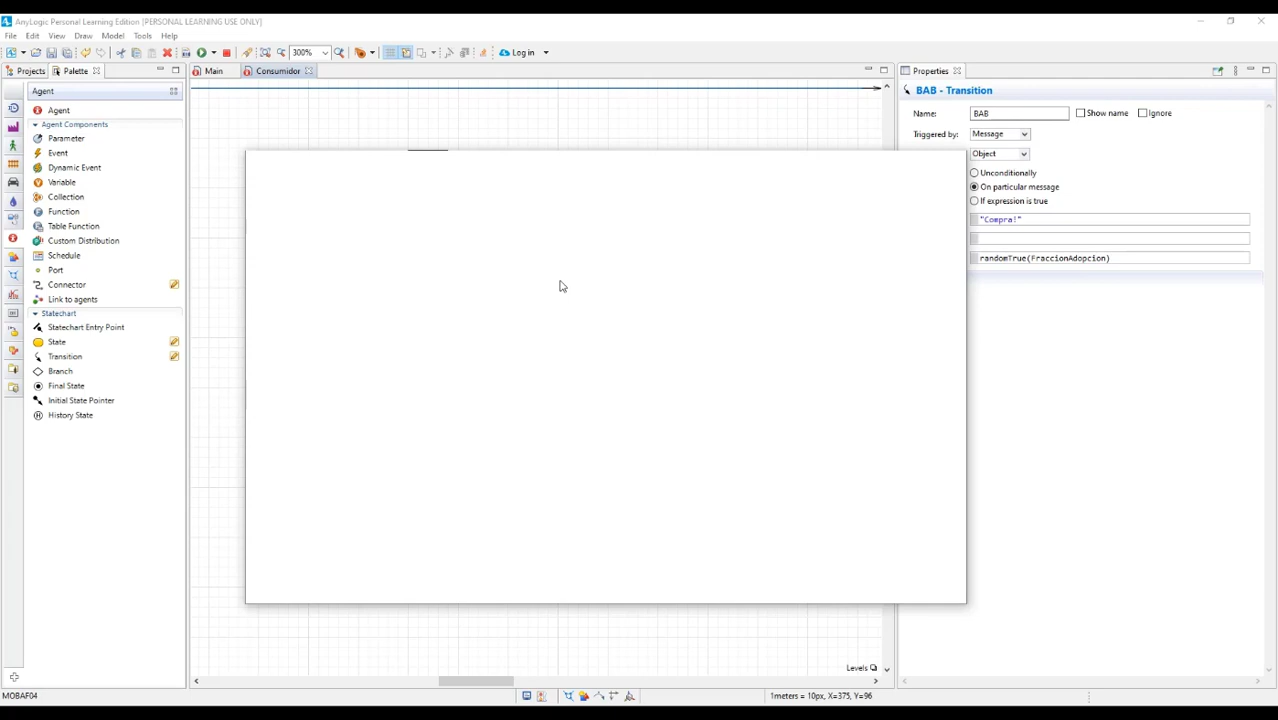 AnyLogic Personal Learning Edition [PERSONAL LEARNING USE ONLY]
File Edit View Draw Model Tools Help
300% Log in
Projects Palette
Main Consumidor
Properties
Agent
Agent
Agent Components
Parameter
Event
Dynamic Event
Variable
Collection
Function
Table Function
Custom Distribution
Schedule
Port
Connector
Link to agents
Statechart
Statechart Entry Point
State
Transition
Branch
Final State
Initial State Pointer
History State
BAB - Transition
Name: BAB Show name Ignore
Triggered by: Message
Object
Unconditionally
On particular message
If expression is true
"Compra!"
randomTrue(FraccionAdopcion)
Levels
MOBAF04
1meters = 10px, X=375, Y=96